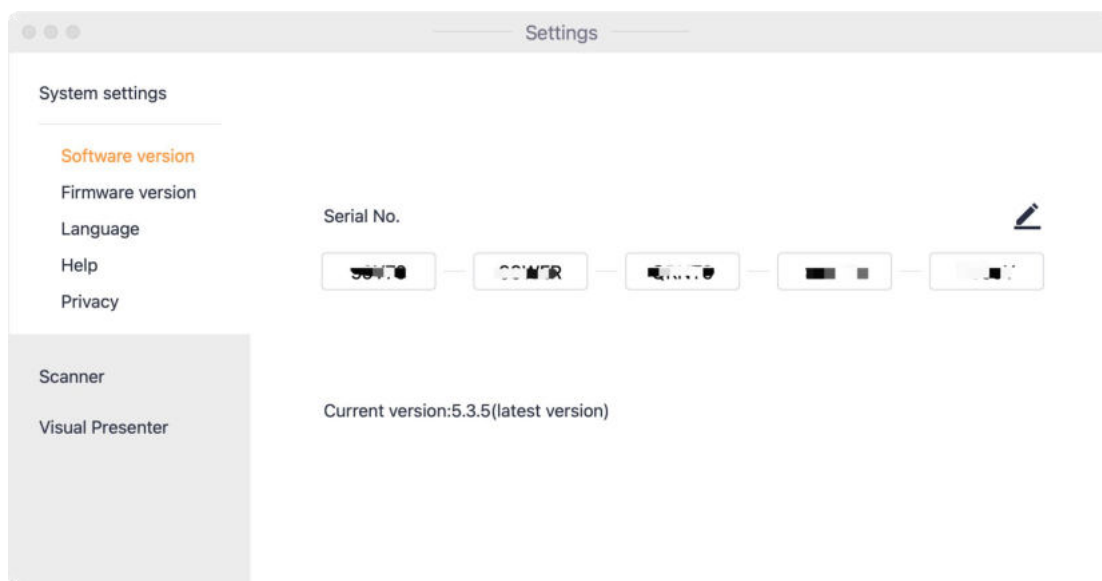 Settings
System settings
Software version
Firmware version
Language
Help
Privacy
Scanner
Visual Presenter
Serial No.
Current version:5.3.5(latest version)